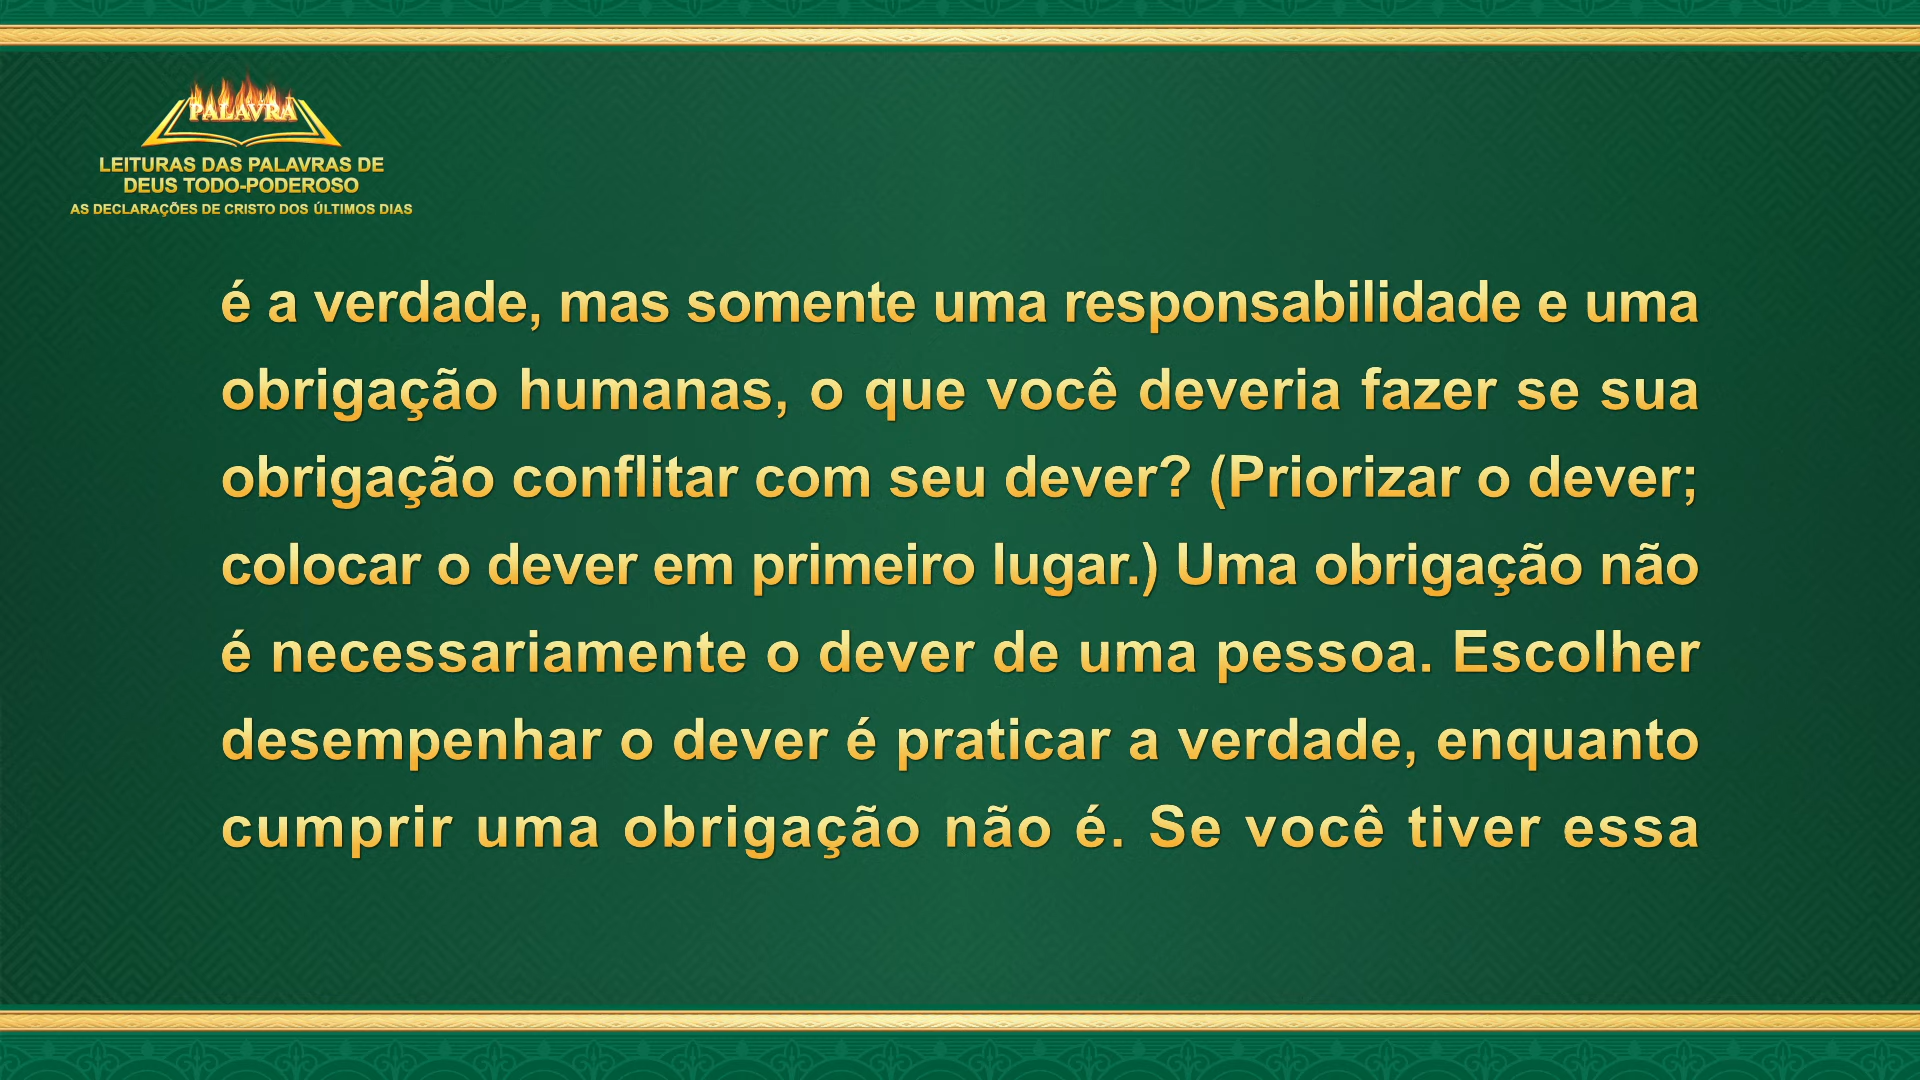 PALAVRA
LEITURAS DAS PALAVRAS DE
DEUS TODO-PODEROSO
AS DECLARAÇÕES DE CRISTO DOS ÚLTIMOS DIAS
é a verdade, mas somente uma responsabilidade e uma
obrigação humanas, o que você deveria fazer se sua
obrigação conflitar com seu dever? (Priorizar o dever;
colocar o dever em primeiro lugar.) Uma obrigação não
é necessariamente o dever de uma pessoa. Escolher
desempenhar o dever é praticar a verdade, enquanto
cumprir uma obrigação não é. Se você tiver essa